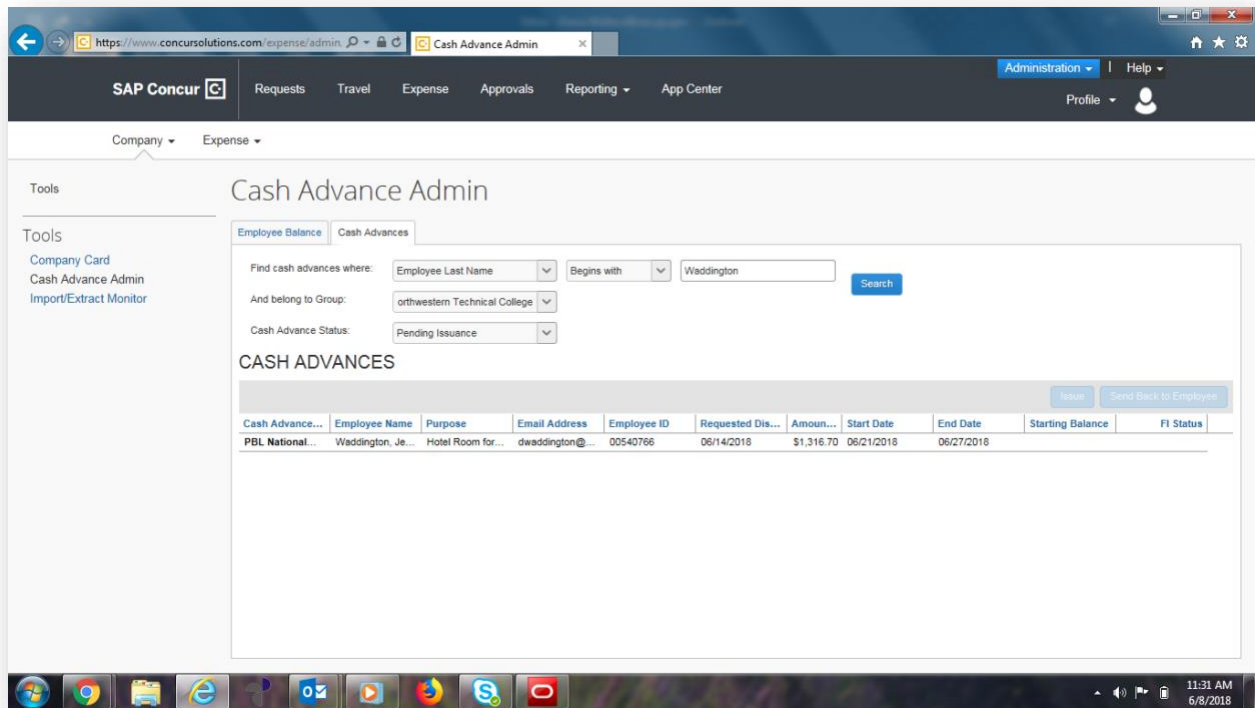 https://www.concursolutions.com/expense/admin
Cash Advance Admin
Administration | Help
SAP Concur C Requests Travel Expense Approvals Reporting App Center
Profile
Company Expense
Tools
Cash Advance Admin
Tools
Company Card
Cash Advance Admin
Import/Extract Monitor
Employee Balance Cash Advances
Find cash advances where: Employee Last Name Begins with Waddington
Search
And belong to Group: orthwestern Technical College
Cash Advance Status: Pending Issuance
CASH ADVANCES
Issue Send Back to Employee
Cash Advance... Employee Name Purpose Email Address Employee ID Requested Dis... Amoun... Start Date End Date Starting Balance FI Status
PBL National... Waddington, Je... Hotel Room for... dwaddington@... 00540766 06/14/2018 $1,316.70 06/21/2018 06/27/2018
11:31 AM
6/8/2018